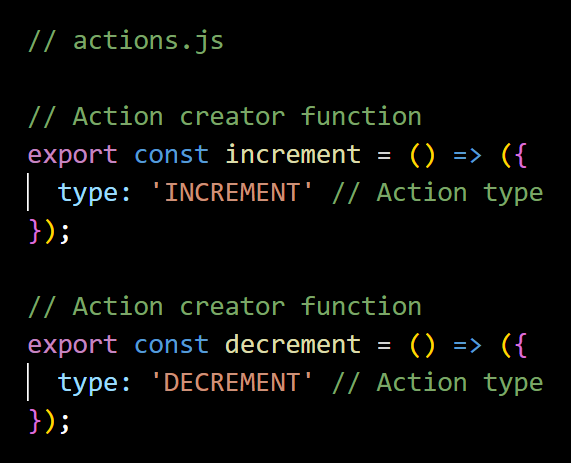 // actions.js
// Action creator function
export const increment = () => ({
  type: 'INCREMENT' // Action type
});
// Action creator function
export const decrement = () => ({
  type: 'DECREMENT' // Action type
});